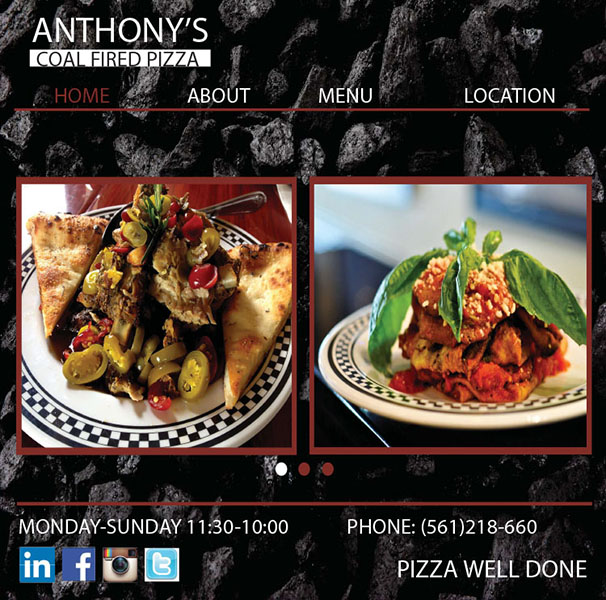 ANTHONY'S
COAL FIRED PIZZA
HOME ABOUT MENU LOCATION
MONDAY-SUNDAY 11:30-10:00 PHONE: (561)218-660
in f t
PIZZA WELL DONE